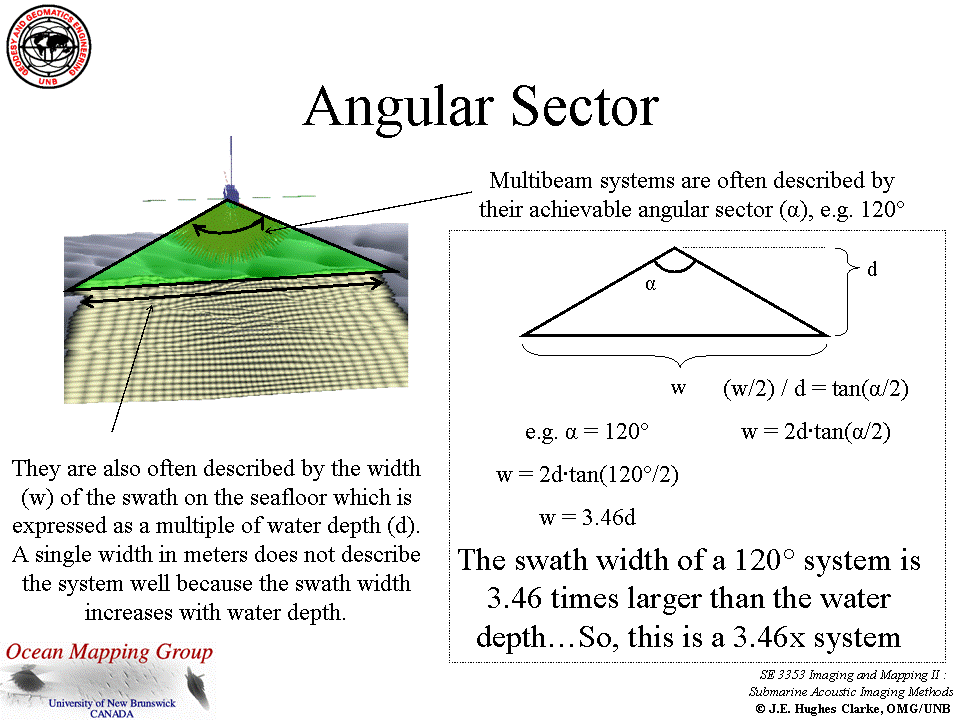 GEODESY AND GEOMATICS ENGINEERING
UNB
Angular Sector
Multibeam systems are often described by
their achievable angular sector (α), e.g. 120°
d
α
w
(w/2) / d = tan(α/2)
e.g. α = 120°
w = 2d·tan(α/2)
w = 2d·tan(120°/2)
w = 3.46d
The swath width of a 120° system is
3.46 times larger than the water
depth…So, this is a 3.46x system
They are also often described by the width
(w) of the swath on the seafloor which is
expressed as a multiple of water depth (d).
A single width in meters does not describe
the system well because the swath width
increases with water depth.
Ocean Mapping Group
University of New Brunswick
CANADA
SE 3353 Imaging and Mapping II :
Submarine Acoustic Imaging Methods
© J.E. Hughes Clarke, OMG/UNB